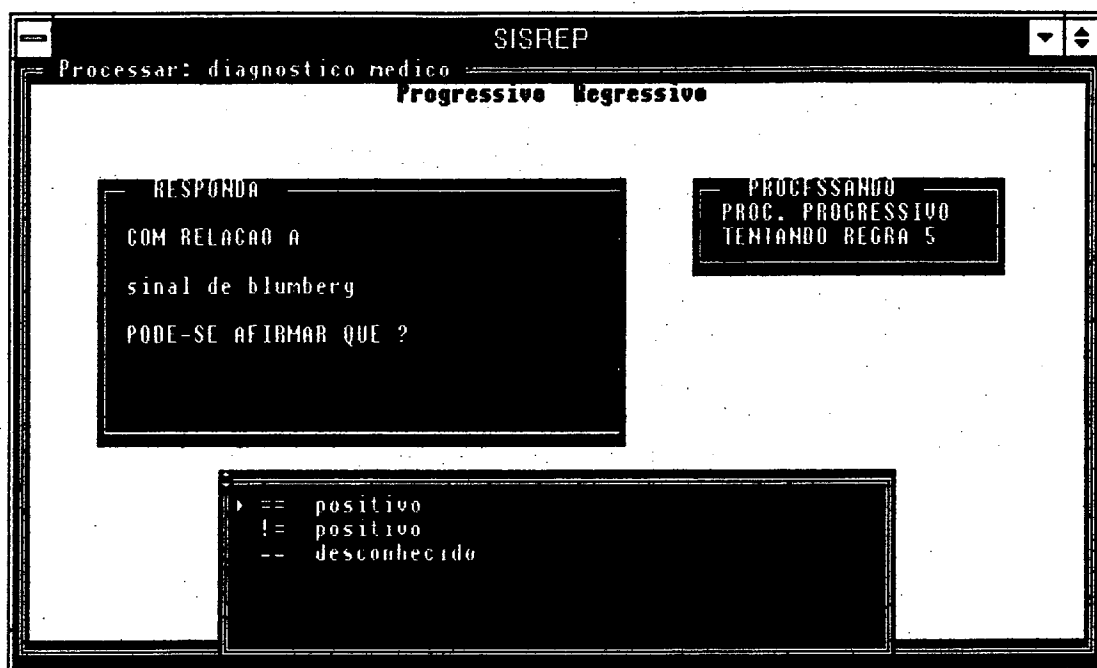 SISREP
Processar: diagnostico medico
Progressivo Regressivo
RESPONDA
COM RELACAO A
sinal de blumberg
PODE-SE AFIRMAR QUE ?
PROCESSANDO
PROC. PROGRESSIVO
TENTANDO REGRA 5
== positivo
!= positivo
-- desconhecido